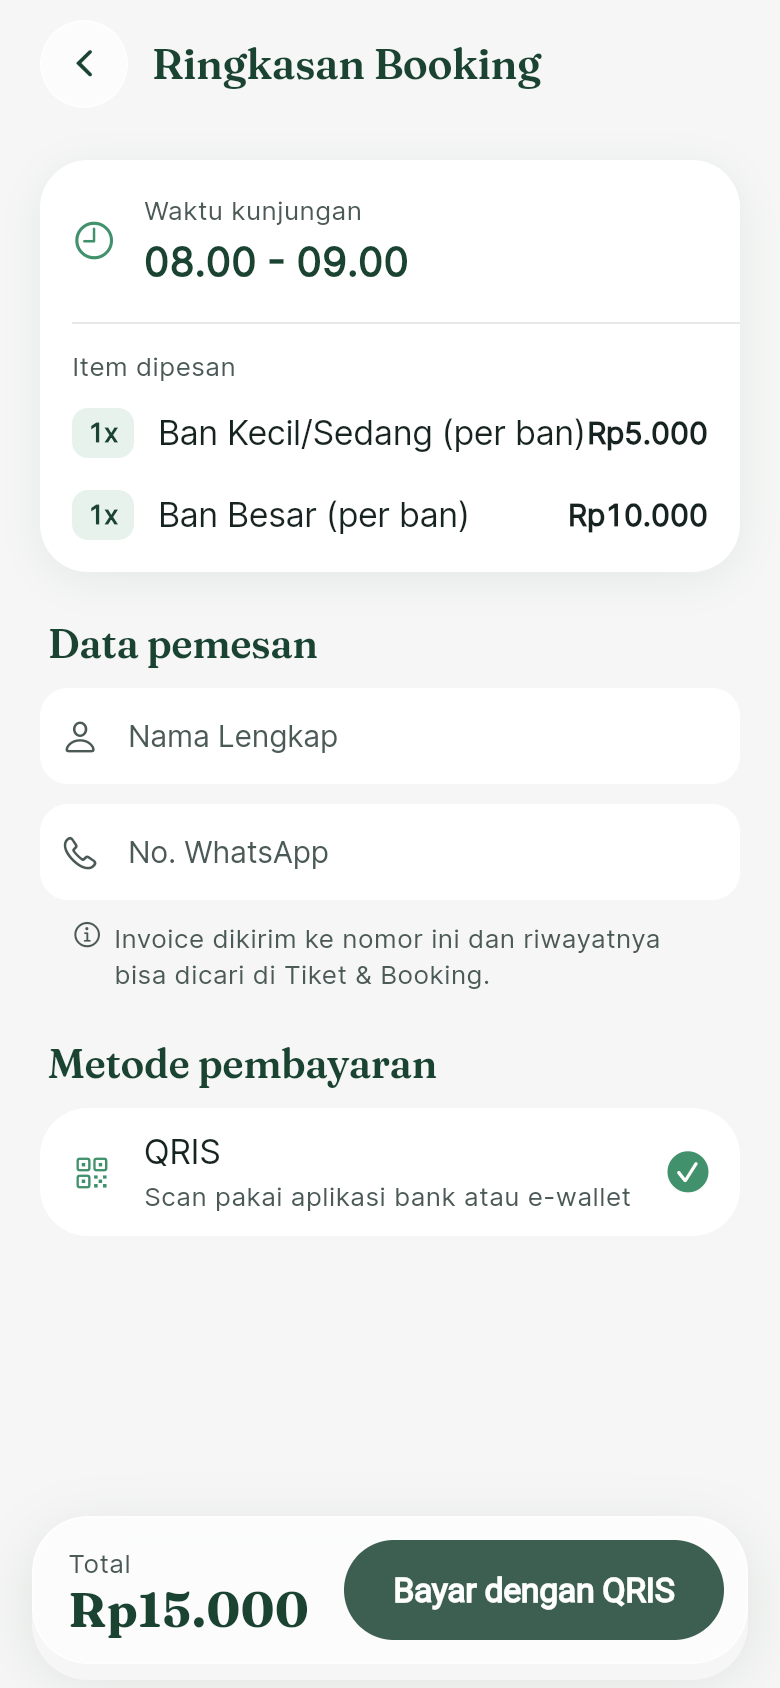 Ringkasan Booking
Waktu kunjungan
08.00 - 09.00
Item dipesan
1x Ban Kecil/Sedang (per ban) Rp5.000
1x Ban Besar (per ban) Rp10.000
Data pemesan
Nama Lengkap
No. WhatsApp
Invoice dikirim ke nomor ini dan riwayatnya
bisa dicari di Tiket & Booking.
Metode pembayaran
QRIS
Scan pakai aplikasi bank atau e-wallet
Total
Rp15.000
Bayar dengan QRIS